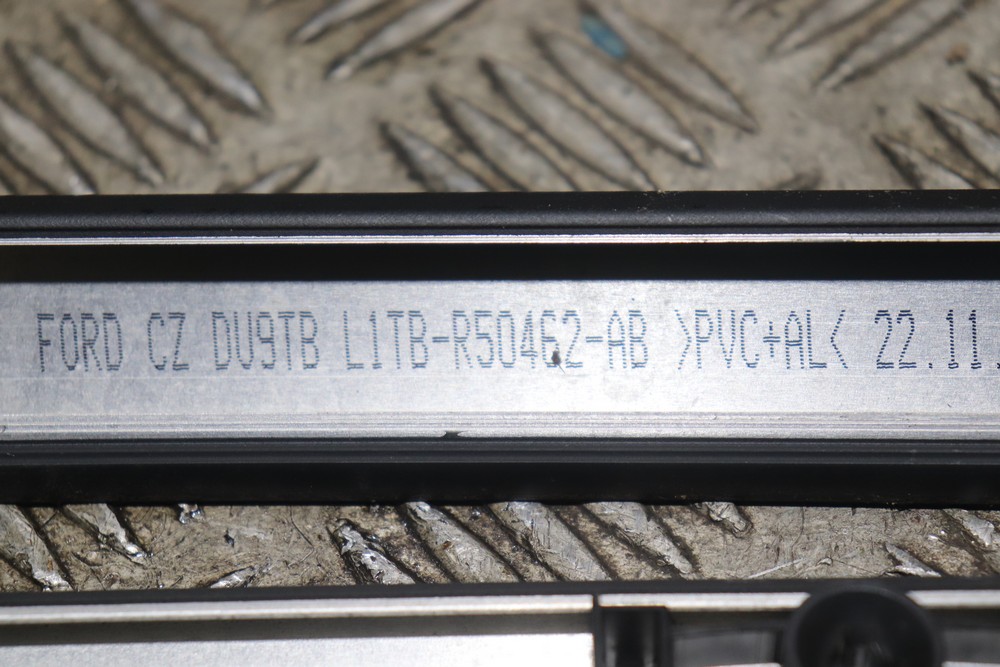 FORD CZ DU9TB L1TB-R50462-AB >PVC+AL< 22.11.